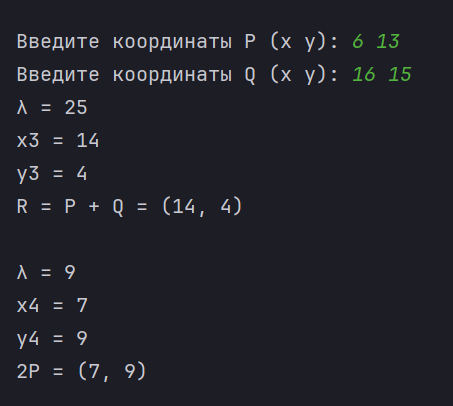 Введите координаты P (x y): 6 13
Введите координаты Q (x y): 16 15
λ = 25
x3 = 14
y3 = 4
R = P + Q = (14, 4)
λ = 9
x4 = 7
y4 = 9
2P = (7, 9)